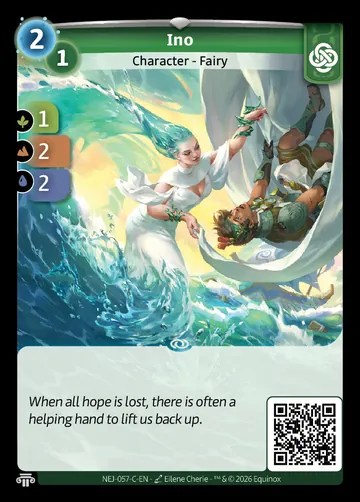 2
Ino
1
Character - Fairy
1
2
2
When all hope is lost, there is often a
helping hand to lift us back up.
NEJ-057-C-EN - Eilene Cherie - ™ & © 2026 Equinox